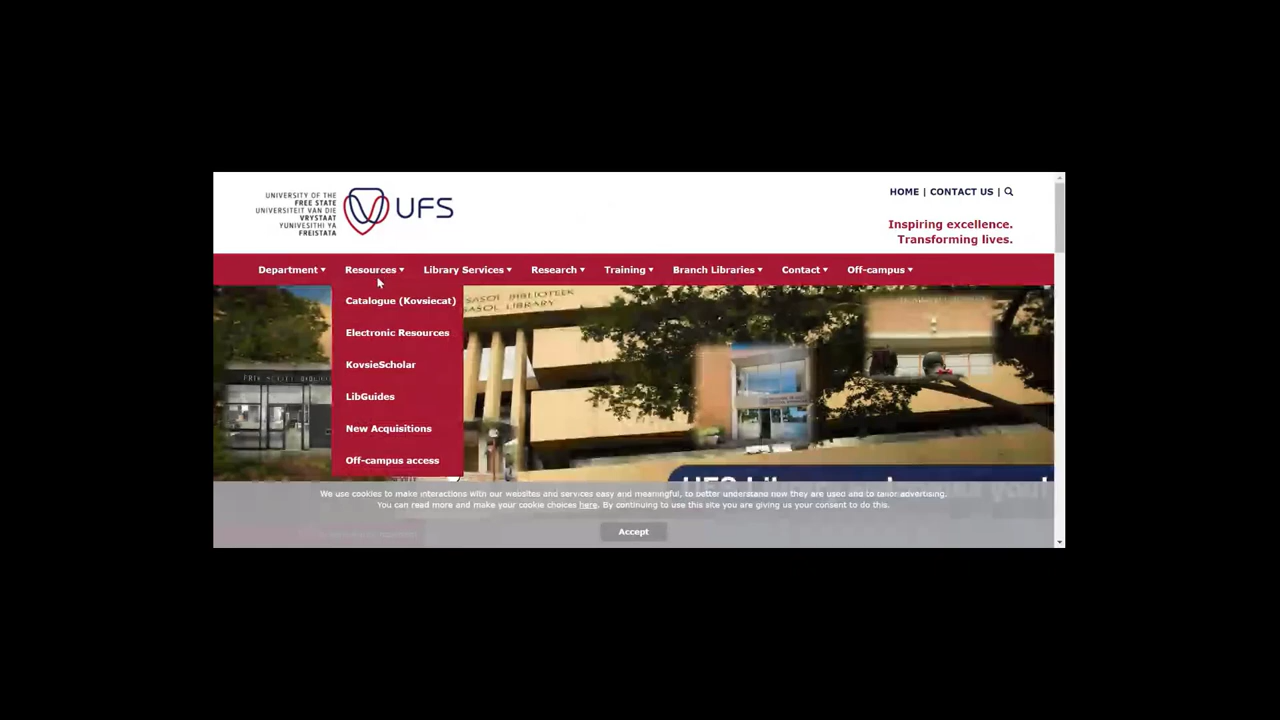 UNIVERSITY OF THE
FREE STATE
UNIVERSITEIT VAN DIE
VRYSTAAT
YUNIVESITHI YA
FREISTATA
UFS
HOME | CONTACT US |
Inspiring excellence.
Transforming lives.
Department Resources Library Services Research Training Branch Libraries Contact Off-campus
Catalogue (Kovsiecat)
Electronic Resources
KovsieScholar
LibGuides
New Acquisitions
Off-campus access
SASOL BIBLIOTEEK
SASOL LIBRARY
We use cookies to make interactions with our websites and services easy and meaningful, to better understand how they are used and to tailor advertising.
You can read more and make your cookie choices here. By continuing to use this site you are giving us your consent to do this.
Accept